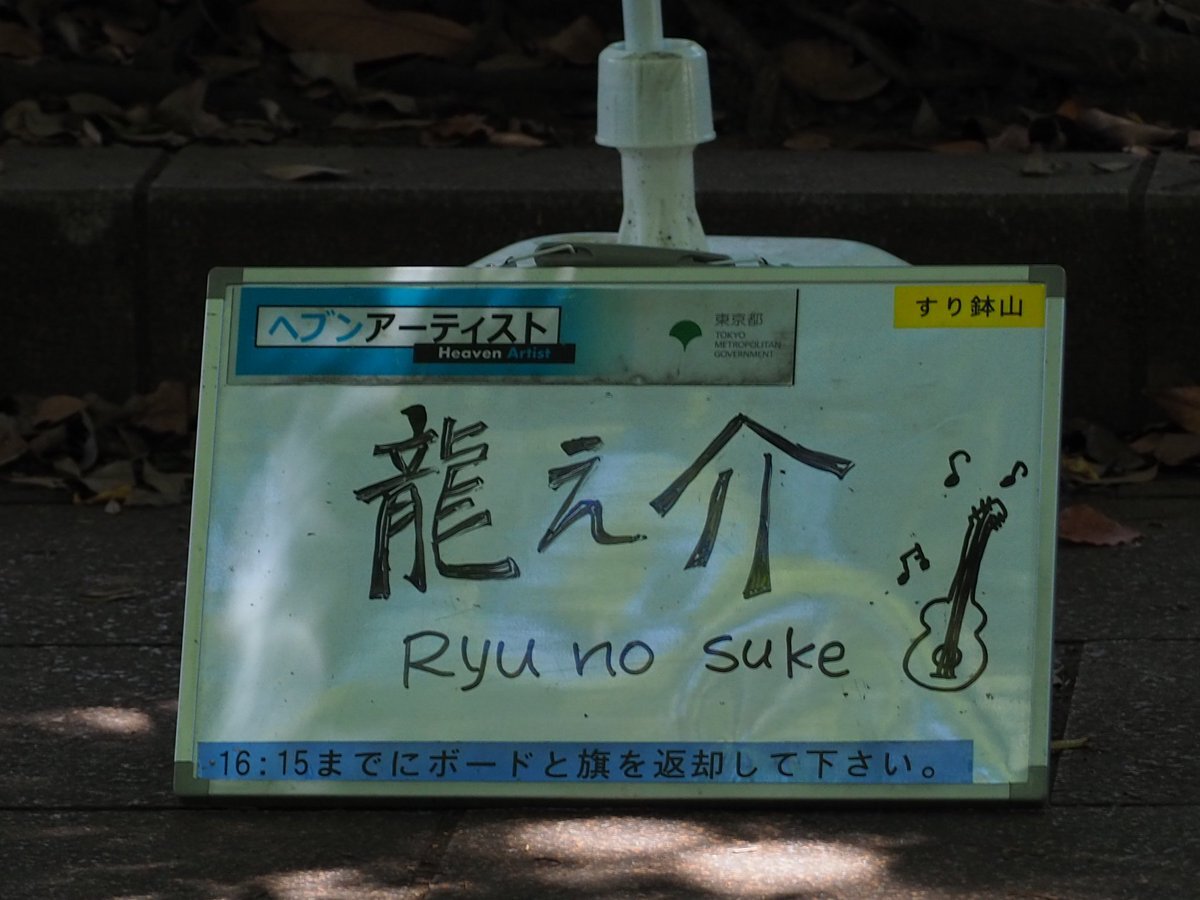 ヘブンアーティスト
Heaven Artist
東京都
TOKYO
METROPOLITAN
GOVERNMENT
すり鉢山
龍之介
Ryu no suke
16:15までにボードと旗を返却して下さい。